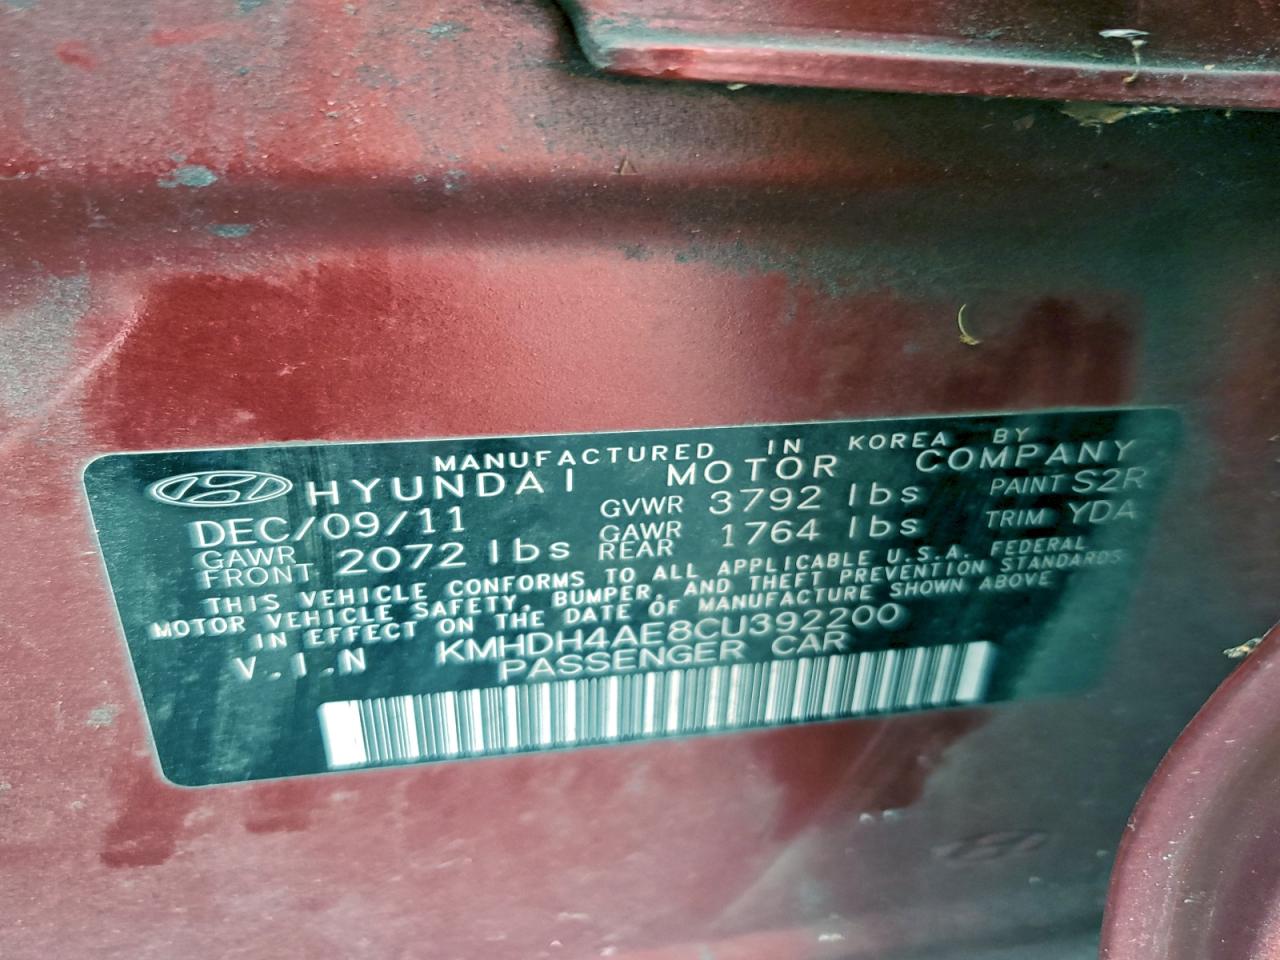 MANUFACTURED IN KOREA BY
HYUNDAI MOTOR COMPANY
DEC/09/11 GVWR 3792 lbs PAINT S2R
GAWR FRONT 2072 lbs GAWR REAR 1764 lbs TRIM YDA
THIS VEHICLE CONFORMS TO ALL APPLICABLE U.S.A. FEDERAL
MOTOR VEHICLE SAFETY, BUMPER, AND THEFT PREVENTION STANDARDS
IN EFFECT ON THE DATE OF MANUFACTURE SHOWN ABOVE
V.I.N KMHDH4AE8CU392200
PASSENGER CAR